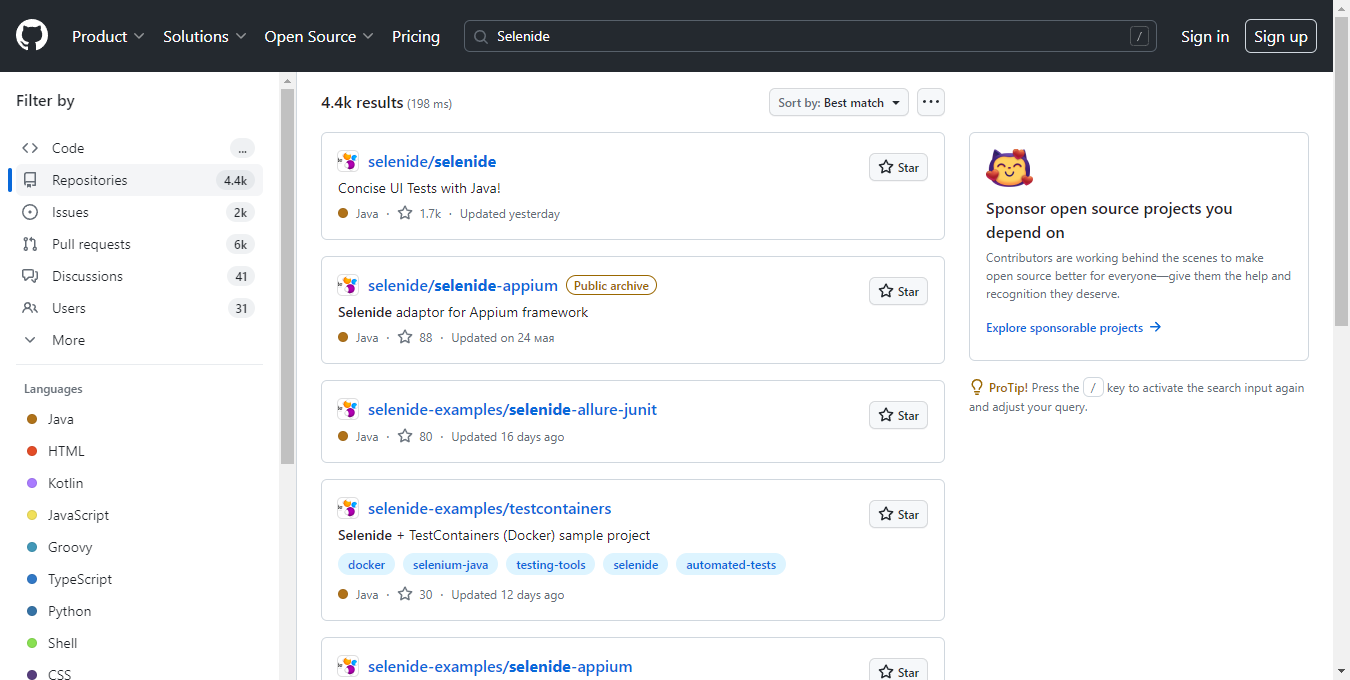 Product Solutions Open Source Pricing Selenide / Sign in Sign up
Filter by
Code ...
Repositories 4.4k
Issues 2k
Pull requests 6k
Discussions 41
Users 31
More
Languages
Java
HTML
Kotlin
JavaScript
Groovy
TypeScript
Python
Shell
CSS
4.4k results (198 ms)
Sort by: Best match
selenide/selenide
Star
Concise UI Tests with Java!
Java · 1.7k · Updated yesterday
selenide/selenide-appium Public archive
Star
Selenide adaptor for Appium framework
Java · 88 · Updated on 24 мая
selenide-examples/selenide-allure-junit
Star
Java · 80 · Updated 16 days ago
selenide-examples/testcontainers
Star
Selenide + TestContainers (Docker) sample project
docker selenium-java testing-tools selenide automated-tests
Java · 30 · Updated 12 days ago
selenide-examples/selenide-appium
Star
Sponsor open source projects you
depend on
Contributors are working behind the scenes to make
open source better for everyone—give them the help and
recognition they deserve.
Explore sponsorable projects →
ProTip! Press the / key to activate the search input again
and adjust your query.